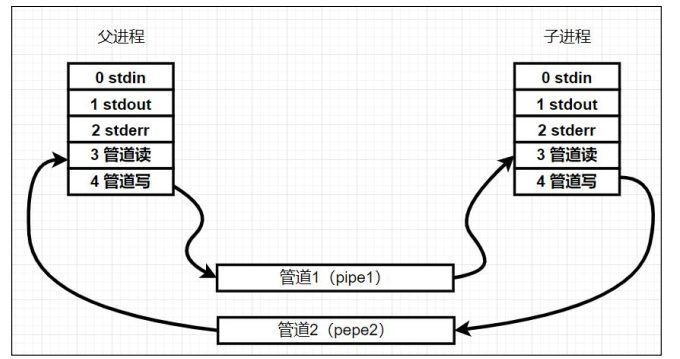 父进程
子进程
0 stdin
1 stdout
2 stderr
3 管道读
4 管道写
0 stdin
1 stdout
2 stderr
3 管道读
4 管道写
管道1（pipe1）
管道2（pepe2）